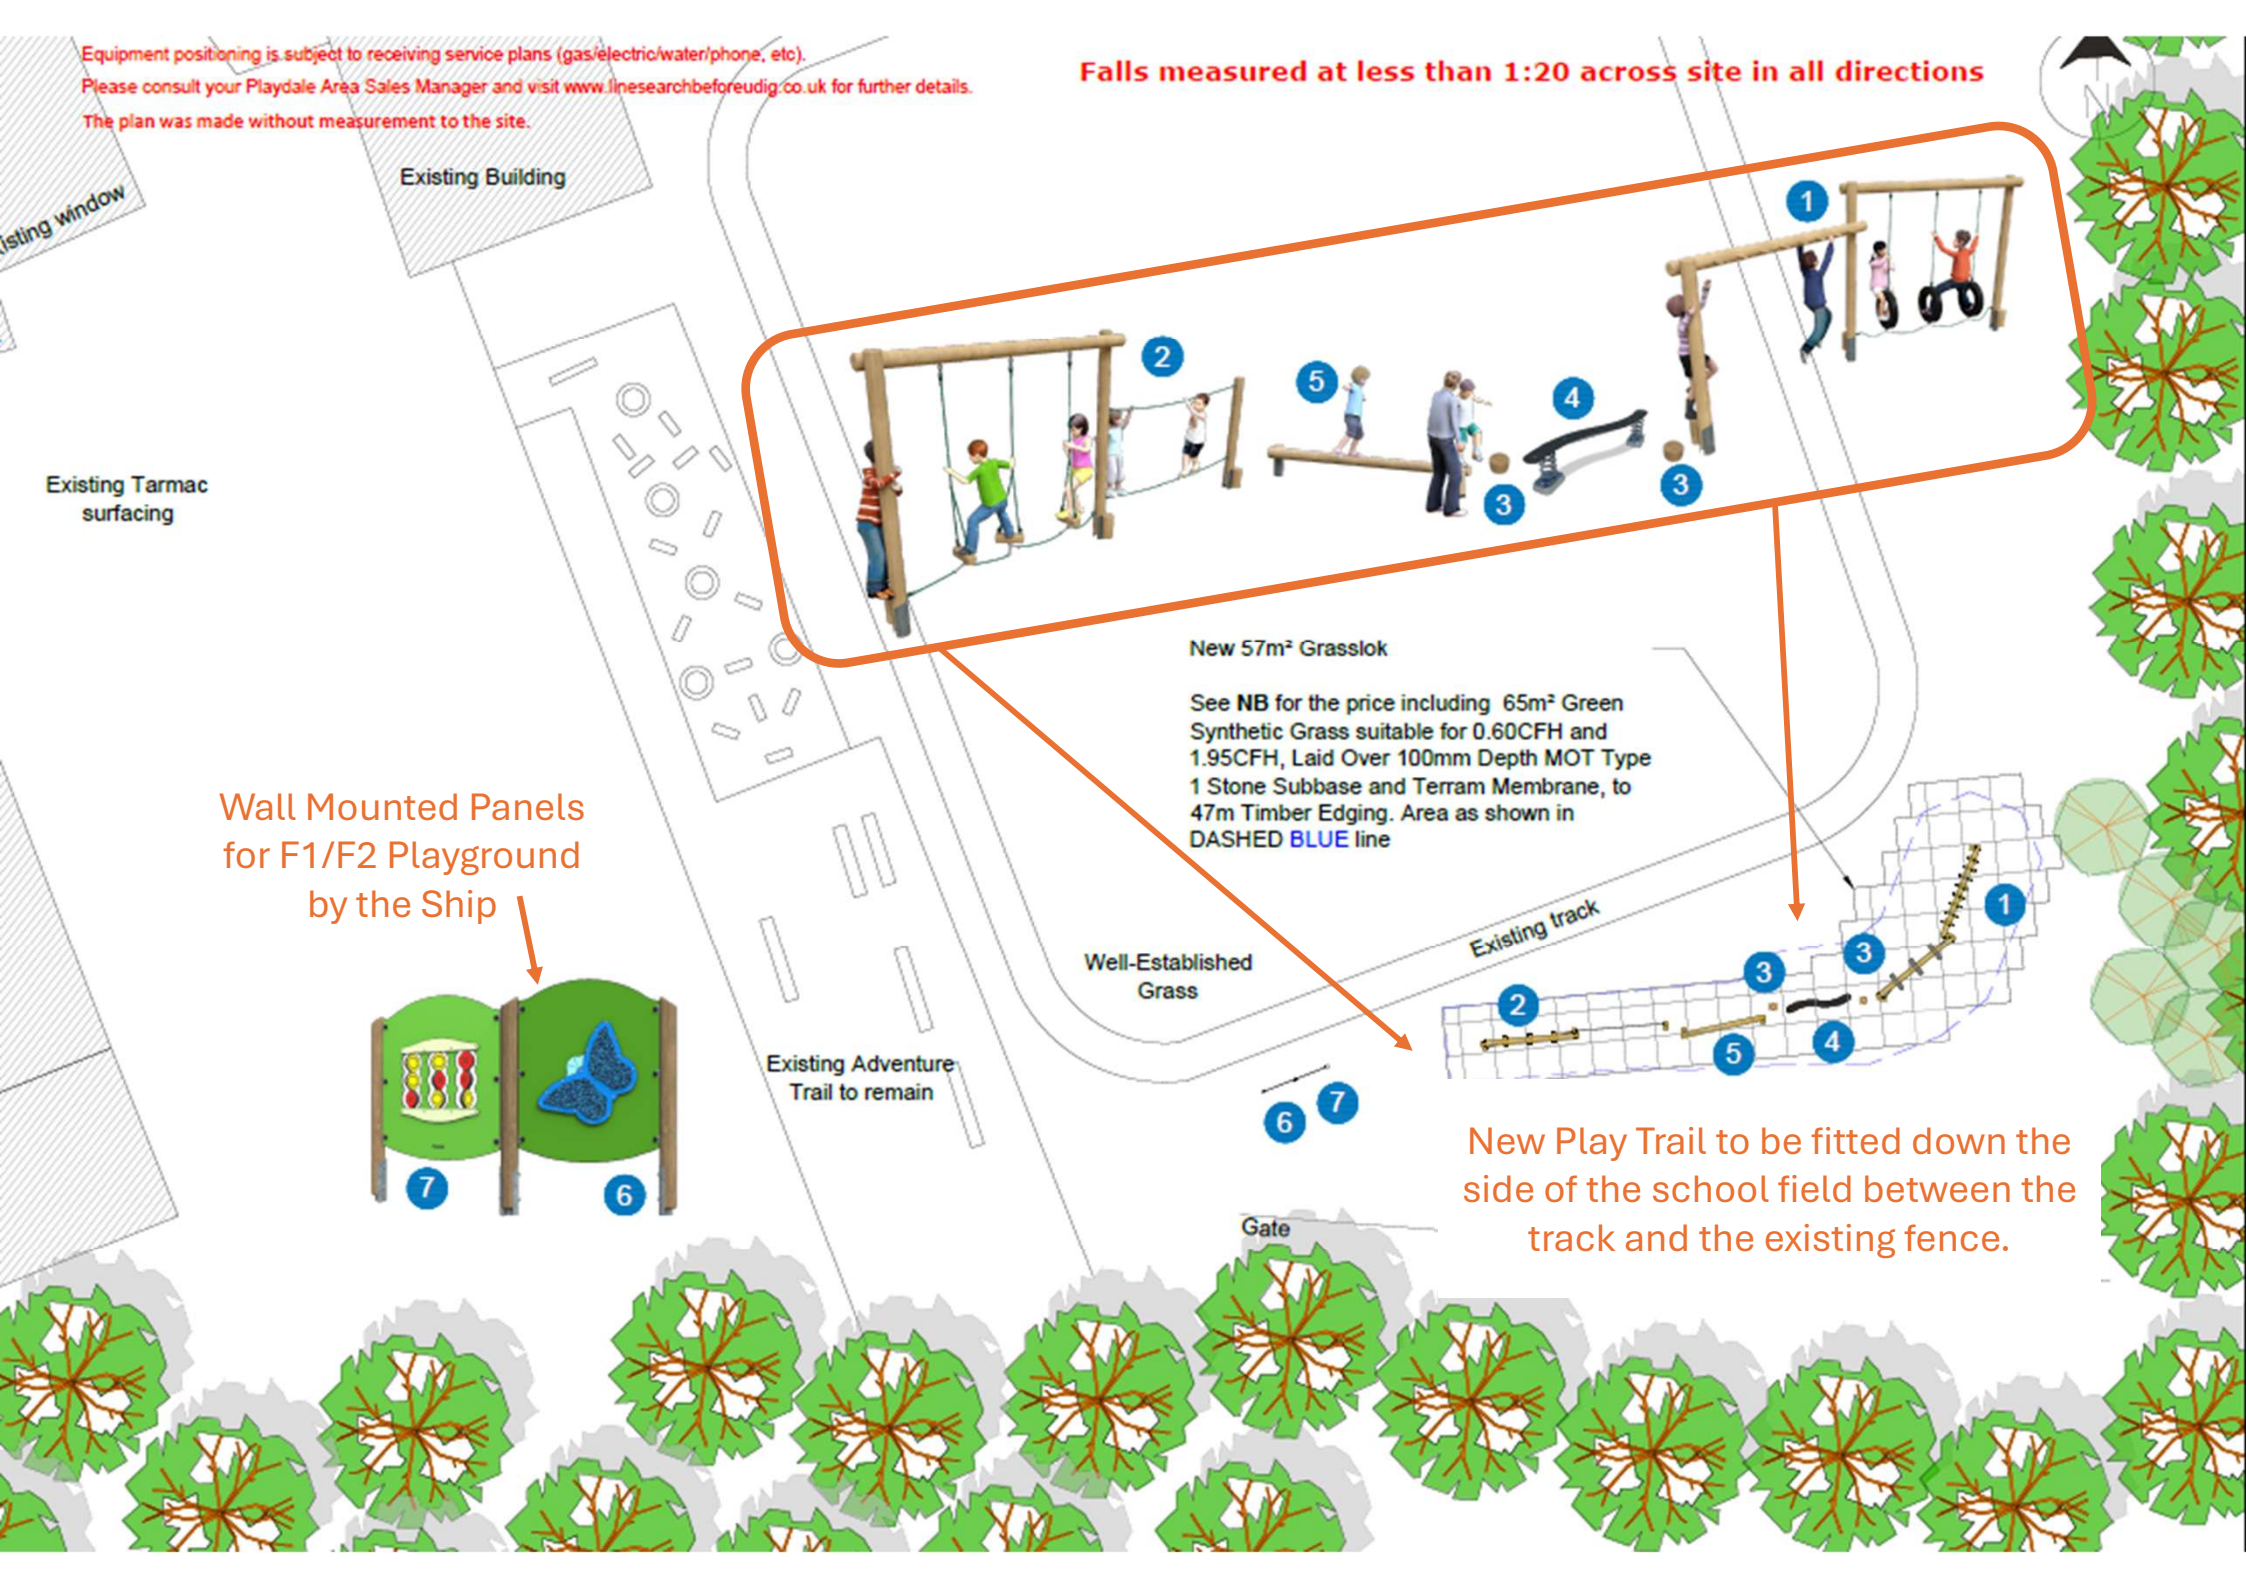 Equipment positioning is subject to receiving service plans (gas/electric/water/phone, etc).
Please consult your Playdale Area Sales Manager and visit www.linesearchbeforeudig.co.uk for further details.
The plan was made without measurement to the site.
Falls measured at less than 1:20 across site in all directions
N
Existing Building
isting window
1
2
5
4
3
3
Existing Tarmac
surfacing
New 57m² Grasslok
See NB for the price including 65m² Green
Synthetic Grass suitable for 0.60CFH and
1.95CFH, Laid Over 100mm Depth MOT Type
1 Stone Subbase and Terram Membrane, to
47m Timber Edging. Area as shown in
DASHED BLUE line
Wall Mounted Panels
for F1/F2 Playground
by the Ship
Existing track
1
3
3
2
5
4
Well-Established
Grass
Existing Adventure
Trail to remain
6
7
7
6
New Play Trail to be fitted down the
side of the school field between the
track and the existing fence.
Gate